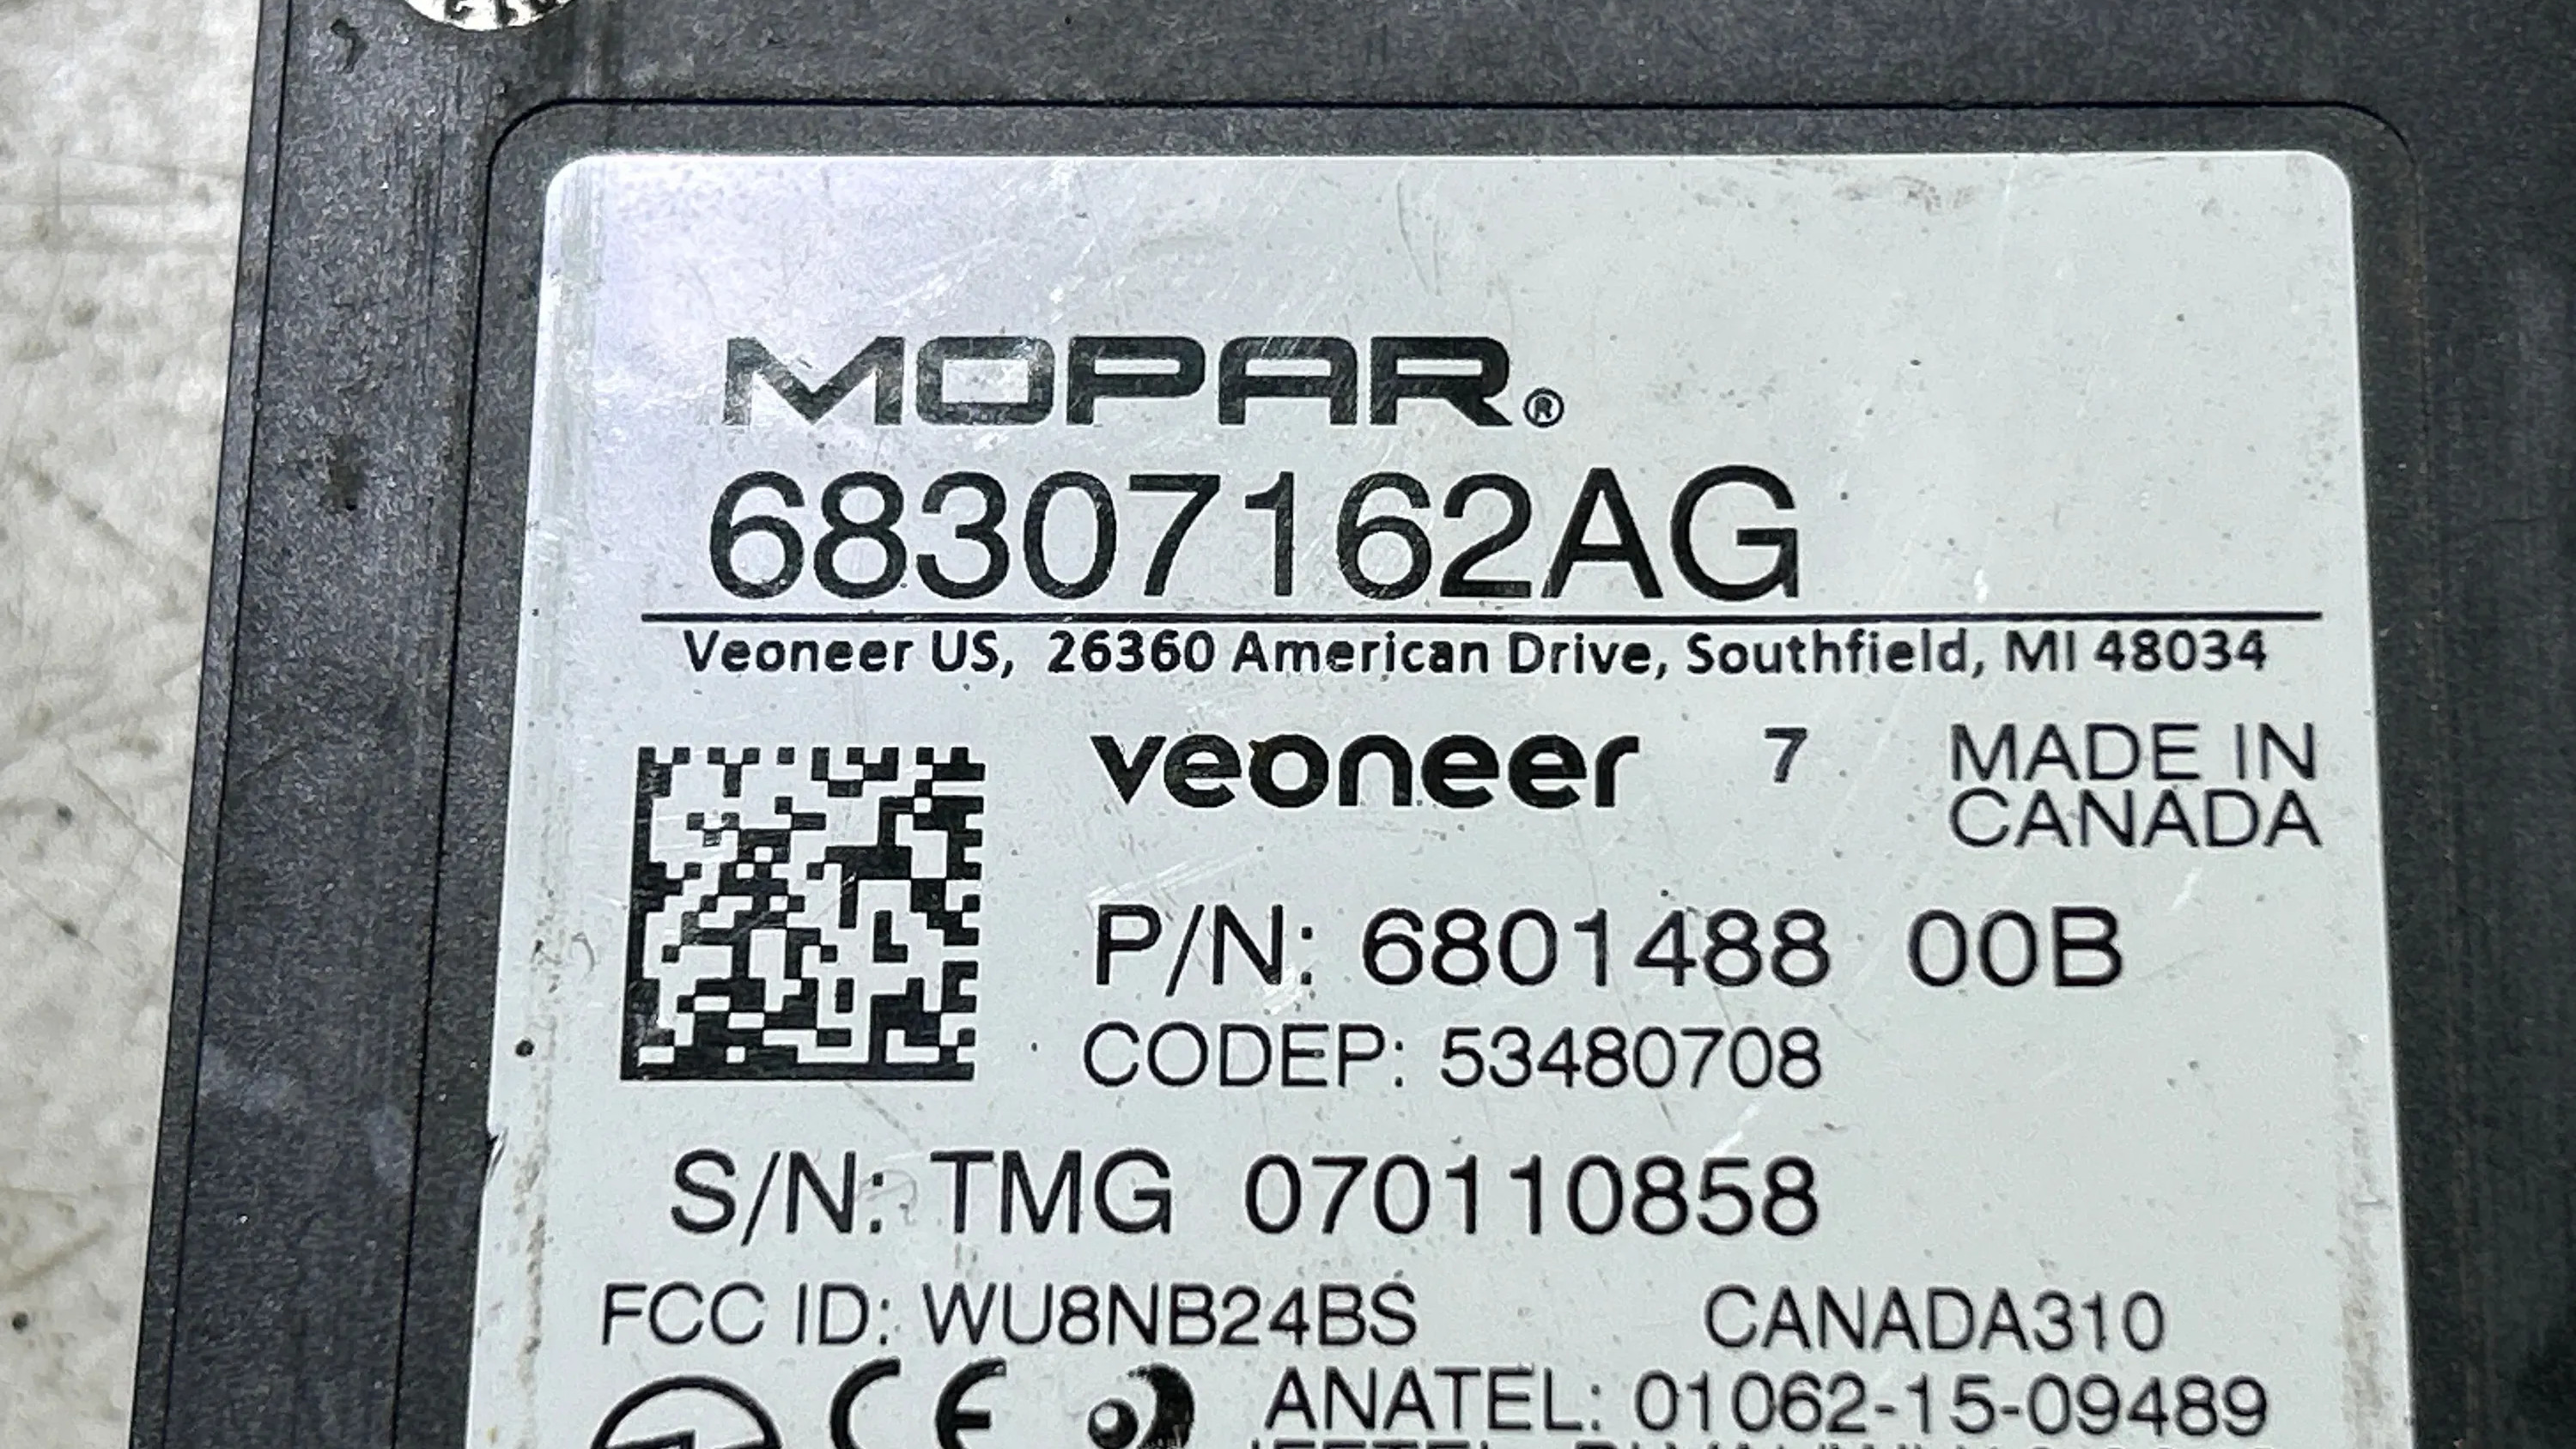 MOPAR®
68307162AG
Veoneer US, 26360 American Drive, Southfield, MI 48034
veoneer 7 MADE IN
CANADA
P/N: 6801488 00B
CODEP: 53480708
S/N: TMG 070110858
FCC ID: WU8NB24BS CANADA310
CE ANATEL: 01062-15-09489